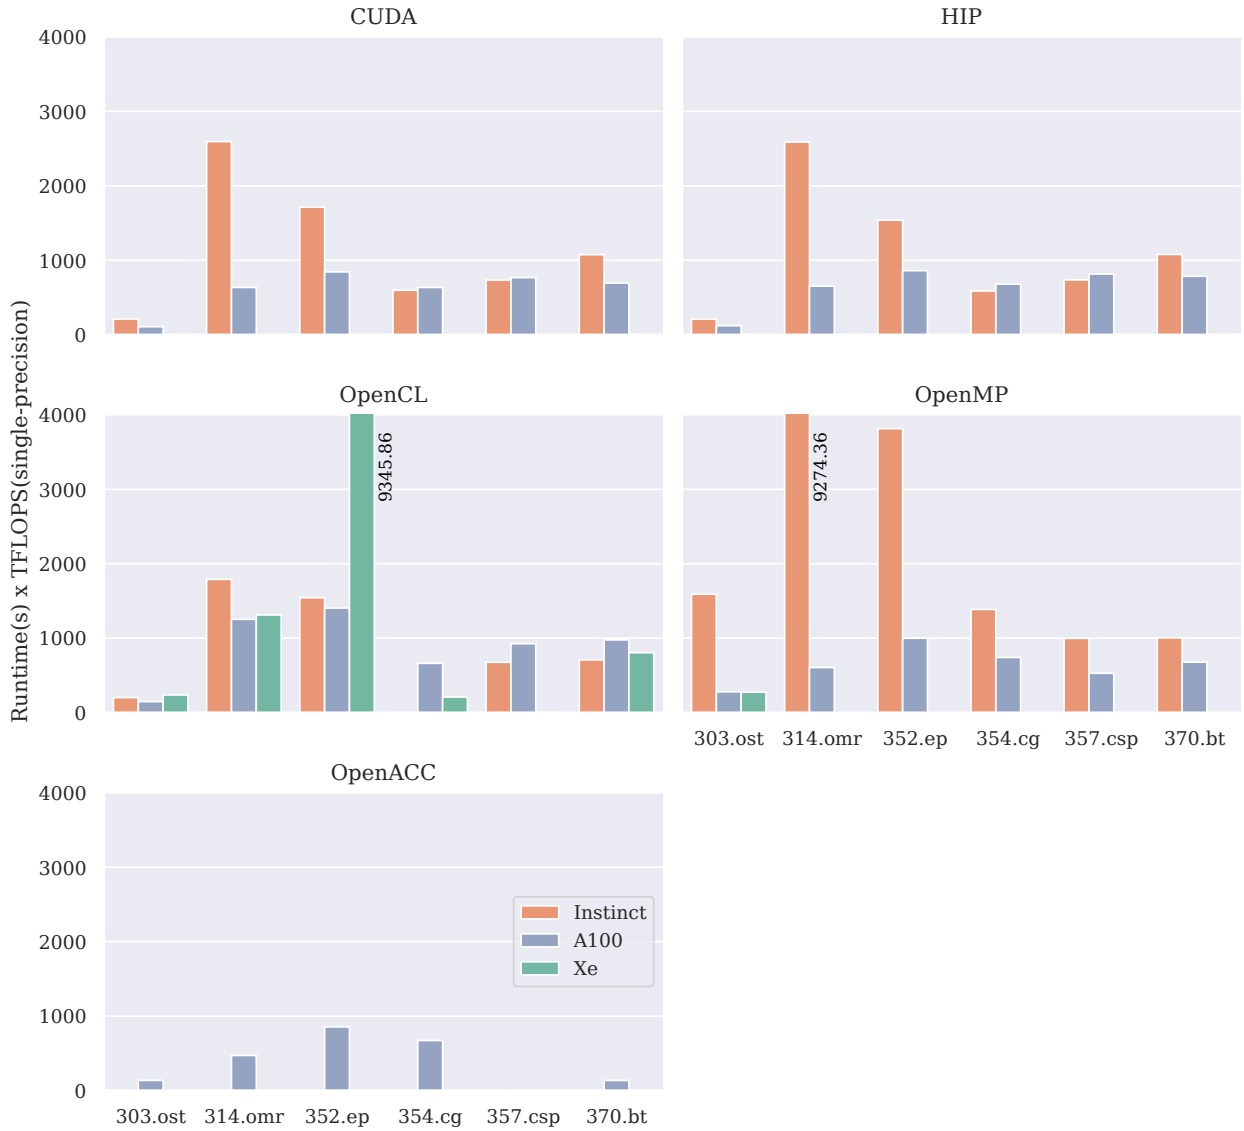 CUDA
HIP
4000
3000
2000
1000
0
Runtime(s) x TFLOPS(single-precision)
OpenCL
OpenMP
4000
3000
2000
1000
0
9345.86
9274.36
303.ost 314.omr 352.ep 354.cg 357.csp 370.bt
OpenACC
4000
3000
2000
1000
0
Instinct
A100
Xe
303.ost 314.omr 352.ep 354.cg 357.csp 370.bt